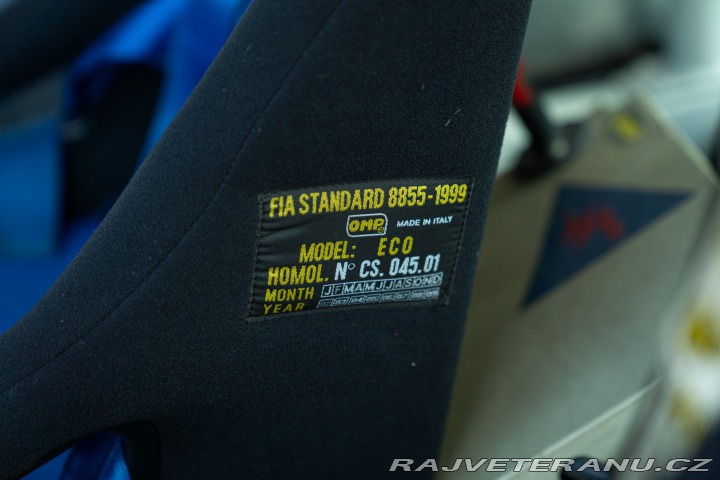 FIA STANDARD 8855-1999
OMP MADE IN ITALY
MODEL: ECO
HOMOL. N° CS. 045.01
MONTH JFMAMJJASOND
YEAR
RAJVETERANU.CZ